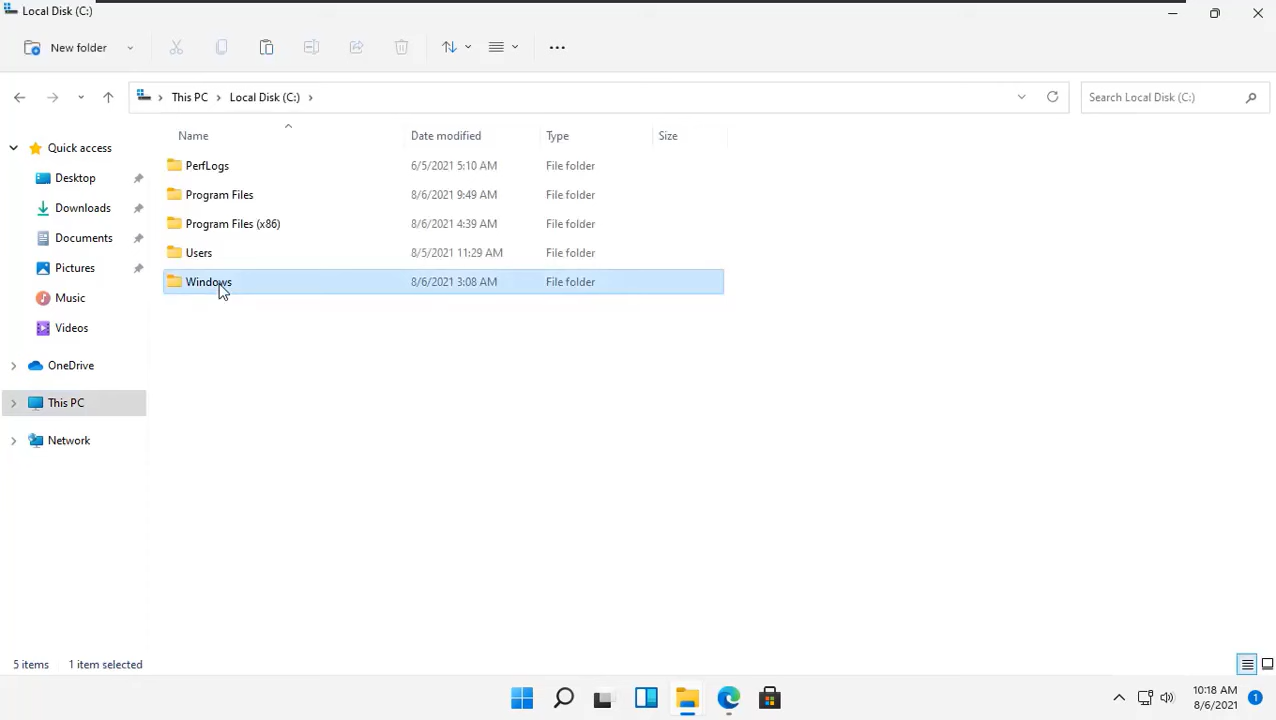 Local Disk (C:)
New folder
This PC Local Disk (C:)
Search Local Disk (C:)
Name Date modified Type Size
Quick access
Desktop
Downloads
Documents
Pictures
Music
Videos
OneDrive
This PC
Network
PerfLogs 6/5/2021 5:10 AM File folder
Program Files 8/6/2021 9:49 AM File folder
Program Files (x86) 8/6/2021 4:39 AM File folder
Users 8/5/2021 11:29 AM File folder
Windows 8/6/2021 3:08 AM File folder
5 items 1 item selected
10:18 AM
8/6/2021
1